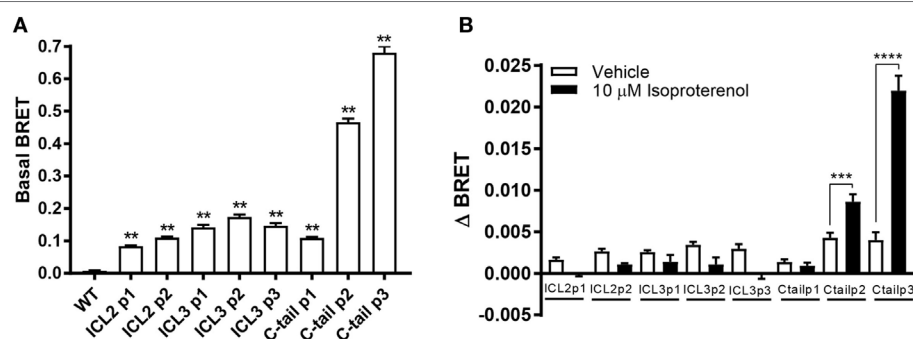 A
Basal BRET
0.7
0.6
0.5
0.4
0.3
0.2
0.1
0.0
**
**
**
**
**
**
**
**
WT
ICL2 p1
ICL2 p2
ICL3 p1
ICL3 p2
ICL3 p3
C-tail p1
C-tail p2
C-tail p3
B
Δ BRET
0.025
0.020
0.015
0.010
0.005
0.000
-0.005
Vehicle
10 μM Isoproterenol
***
****
ICL2p1
ICL2p2
ICL3p1
ICL3p2
ICL3p3
Ctailp1
Ctailp2
Ctailp3